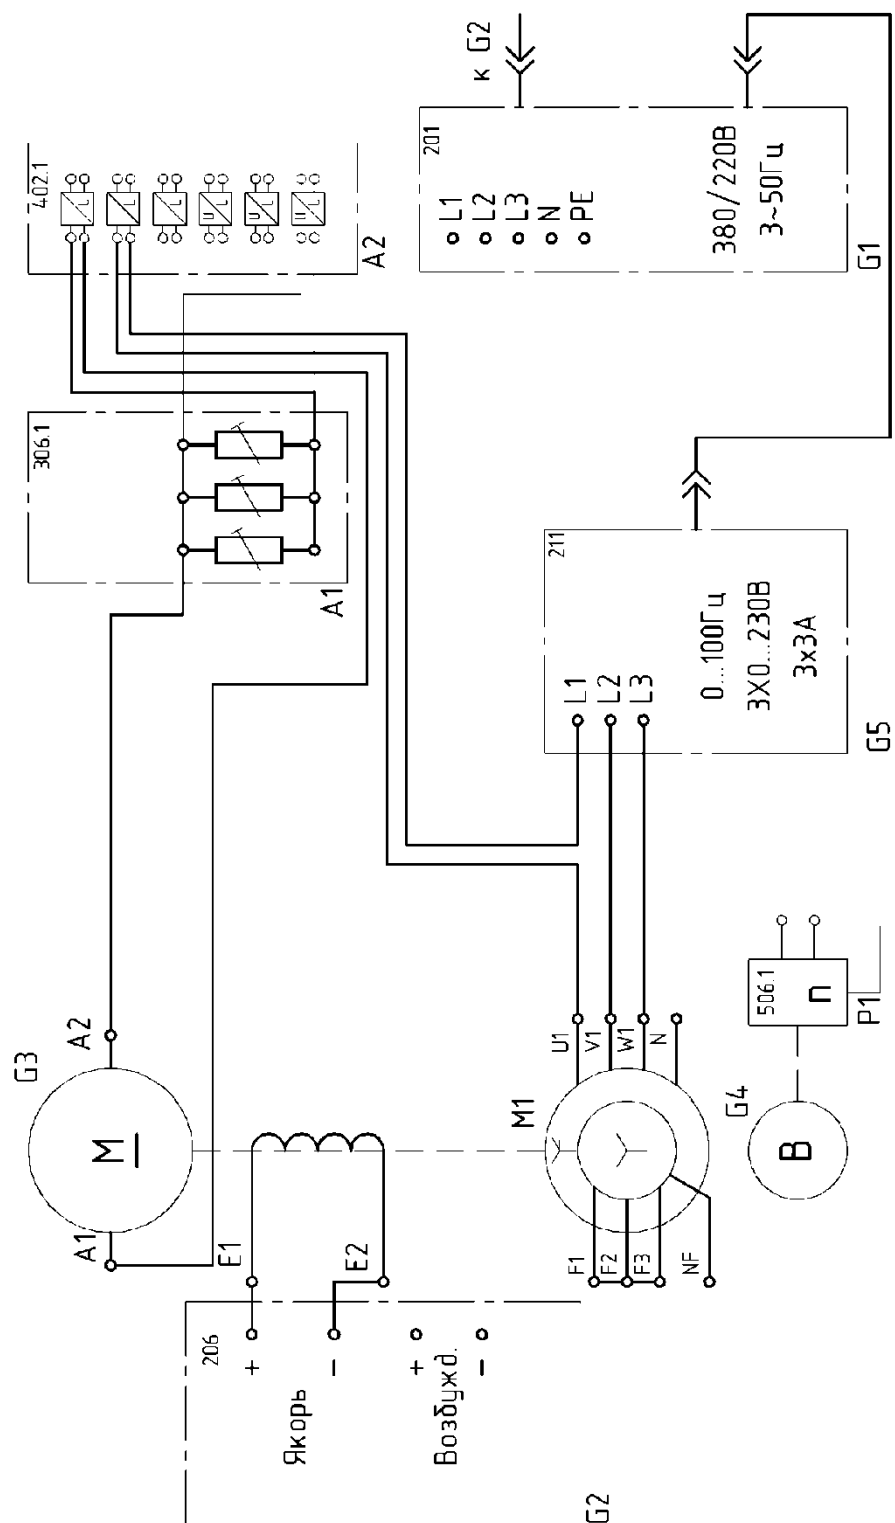 402.1
A2
306.1
A1
к G2
201
L1
L2
L3
N
PE
380/220В
3~50Гц
G1
211
L1
L2
L3
0...100Гц
3Х0...230В
3х3А
G5
G3
M
A1
A2
E1
E2
206
+
−
Якорь
+
−
Возбужд.
G2
M1
U1
V1
W1
N
F1
F2
F3
NF
G4
B
506.1
n
P1